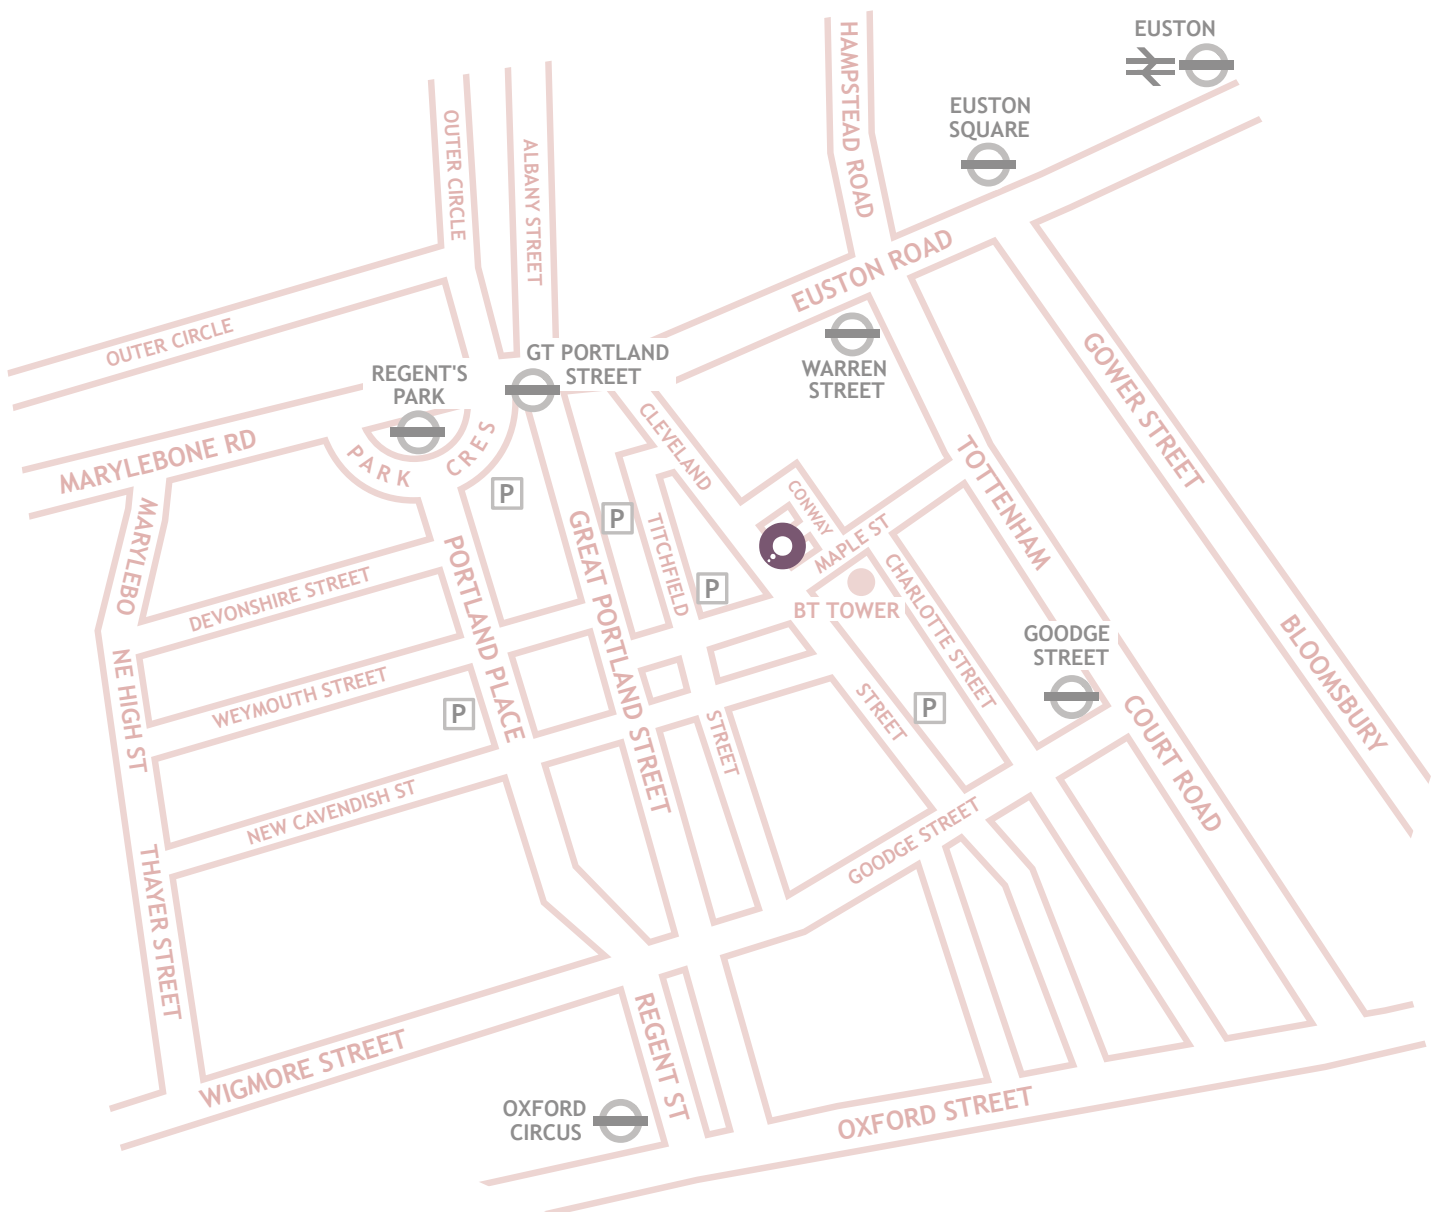 EUSTON
HAMPSTEAD ROAD
EUSTON
SQUARE
OUTER CIRCLE
ALBANY STREET
EUSTON ROAD
OUTER CIRCLE
GT PORTLAND
STREET
REGENT'S
PARK
WARREN
STREET
GOWER STREET
MARYLEBONE RD
PARK
CRES
CLEVELAND
TOTTENHAM
P
P
CONWAY
MAPLE ST
MARYLEBO
GREAT PORTLAND STREET
TITCHFIELD
PORTLAND PLACE
DEVONSHIRE STREET
P
BT TOWER
CHARLOTTE STREET
GOODGE
STREET
BLOOMSBURY
NE HIGH ST
WEYMOUTH STREET
P
STREET
STREET
P
COURT ROAD
NEW CAVENDISH ST
GOODGE STREET
THAYER STREET
WIGMORE STREET
REGENT ST
OXFORD
CIRCUS
OXFORD STREET